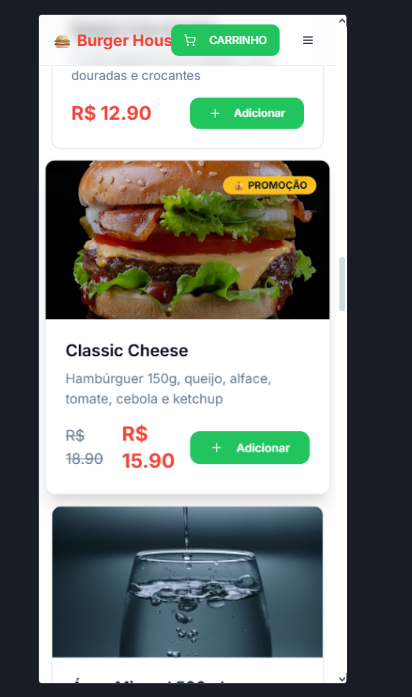 Burger Hous
CARRINHO
douradas e crocantes
R$ 12.90
Adicionar
PROMOÇÃO
Classic Cheese
Hambúrguer 150g, queijo, alface,
tomate, cebola e ketchup
R$
18.90
R$
15.90
Adicionar